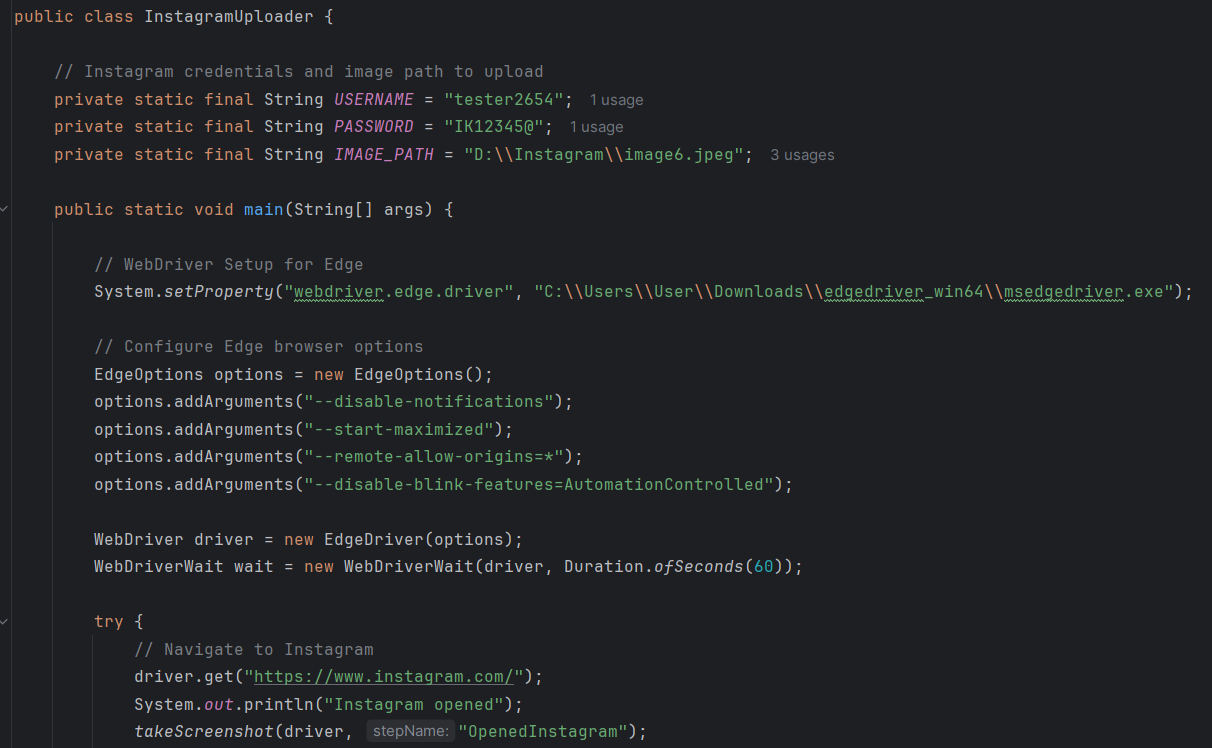 public class InstagramUploader {
// Instagram credentials and image path to upload
private static final String USERNAME = "tester2654"; 1 usage
private static final String PASSWORD = "IK12345@"; 1 usage
private static final String IMAGE_PATH = "D:\\Instagram\\image6.jpeg"; 3 usages
public static void main(String[] args) {
// WebDriver Setup for Edge
System.setProperty("webdriver.edge.driver", "C:\\Users\\User\\Downloads\\edgedriver_win64\\msedgedriver.exe");
// Configure Edge browser options
EdgeOptions options = new EdgeOptions();
options.addArguments("--disable-notifications");
options.addArguments("--start-maximized");
options.addArguments("--remote-allow-origins=*");
options.addArguments("--disable-blink-features=AutomationControlled");
WebDriver driver = new EdgeDriver(options);
WebDriverWait wait = new WebDriverWait(driver, Duration.ofSeconds(60));
try {
// Navigate to Instagram
driver.get("https://www.instagram.com/");
System.out.println("Instagram opened");
takeScreenshot(driver, stepName: "OpenedInstagram");